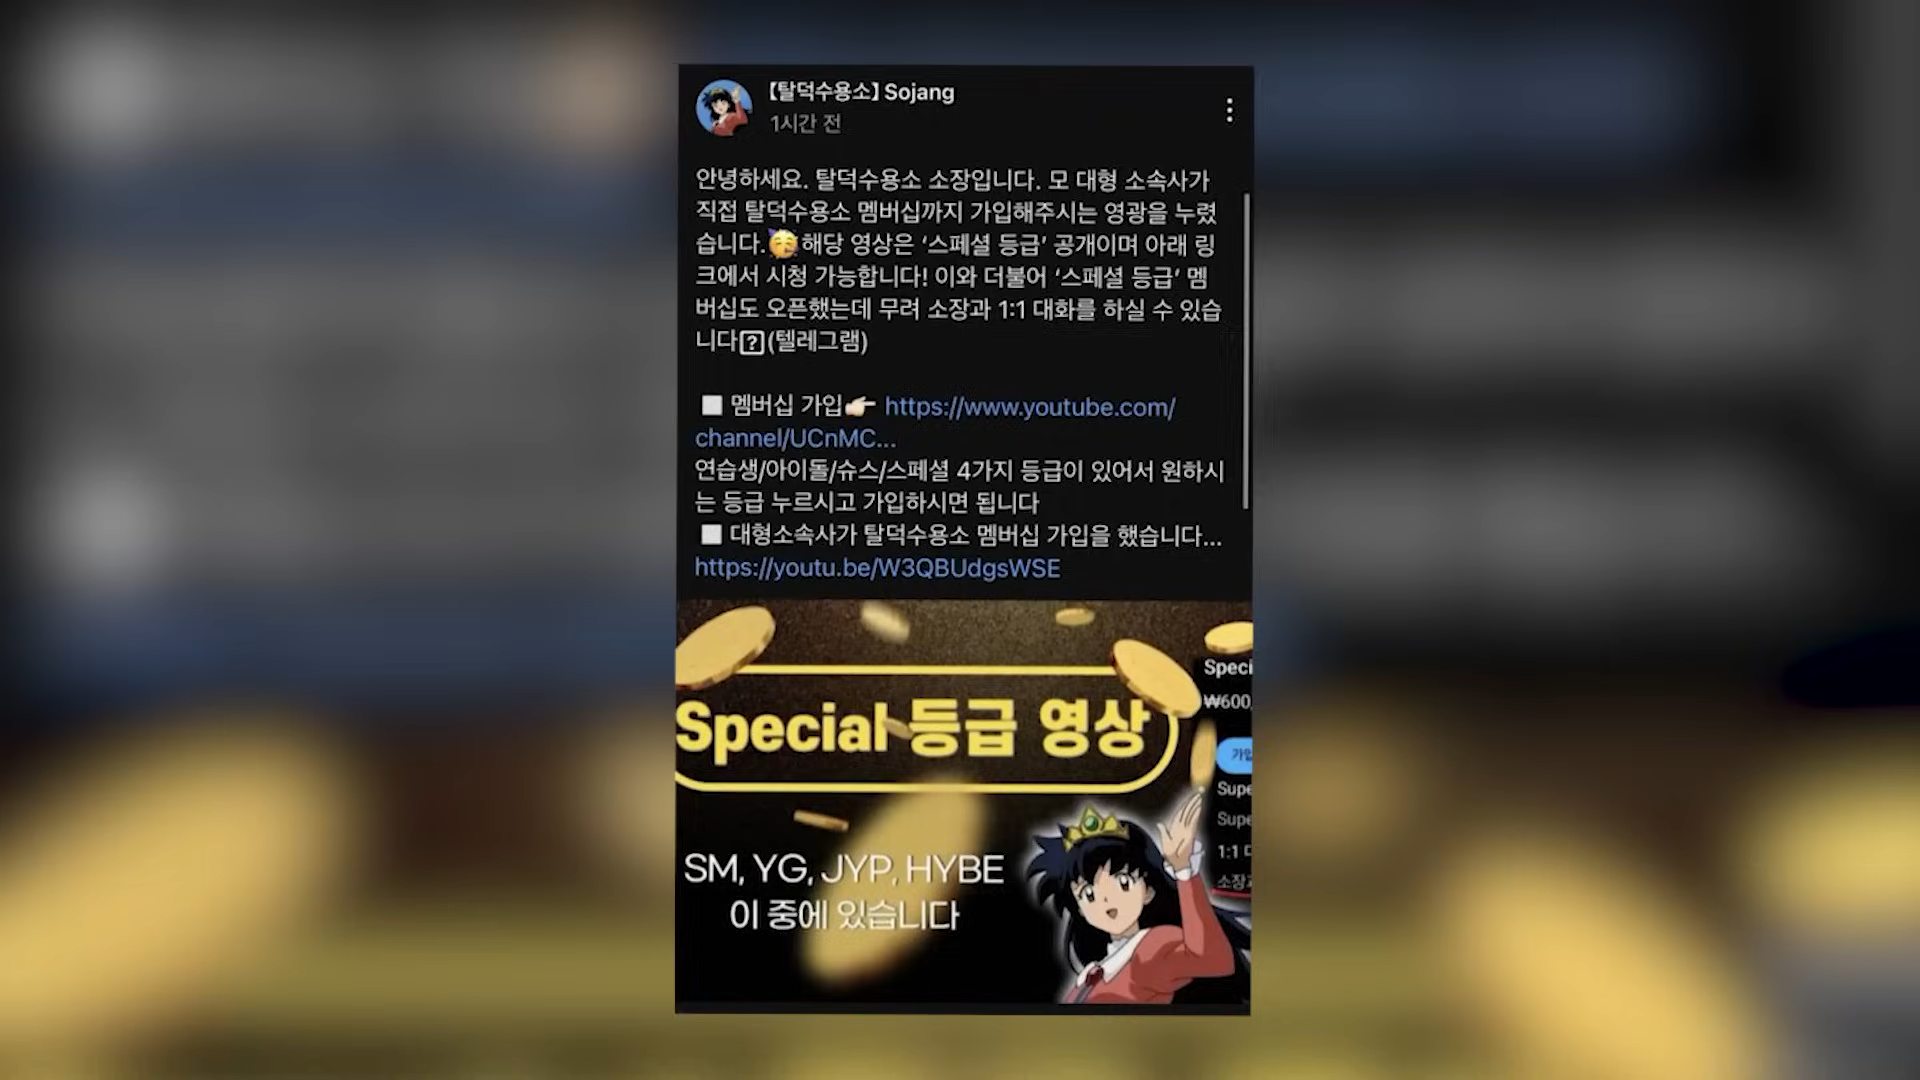 【탈덕수용소】 Sojang
1시간 전
안녕하세요. 탈덕수용소 소장입니다. 모 대형 소속사가
직접 탈덕수용소 멤버십까지 가입해주시는 영광을 누렸
습니다.🥳해당 영상은 ‘스페셜 등급’ 공개이며 아래 링
크에서 시청 가능합니다! 이와 더불어 ‘스페셜 등급’ 멤
버십도 오픈했는데 무려 소장과 1:1 대화를 하실 수 있습
니다(텔레그램)
멤버십 가입👉🏻 https://www.youtube.com/
channel/UCnMC...
연습생/아이돌/슈스/스페셜 4가지 등급이 있어서 원하시
는 등급 누르시고 가입하시면 됩니다
대형소속사가 탈덕수용소 멤버십 가입을 했습니다...
https://youtu.be/W3QBUdgsWSE
Special 등급 영상
SM, YG, JYP, HYBE
이 중에 있습니다
₩600,
1:1